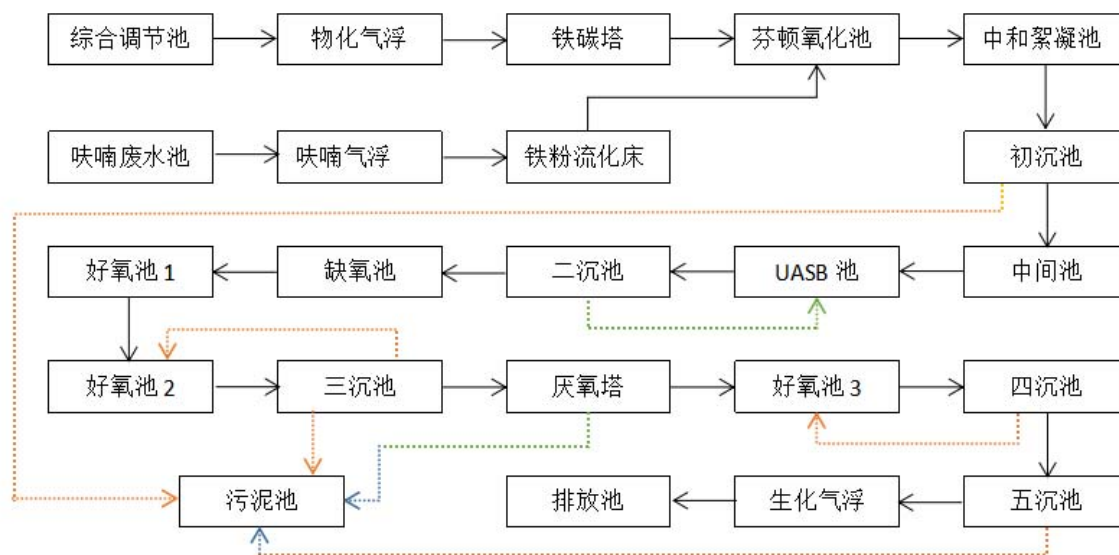 综合调节池
物化气浮
铁碳塔
芬顿氧化池
中和絮凝池
呋喃废水池
呋喃气浮
铁粉流化床
初沉池
好氧池 1
缺氧池
二沉池
UASB 池
中间池
好氧池 2
三沉池
厌氧塔
好氧池 3
四沉池
污泥池
排放池
生化气浮
五沉池